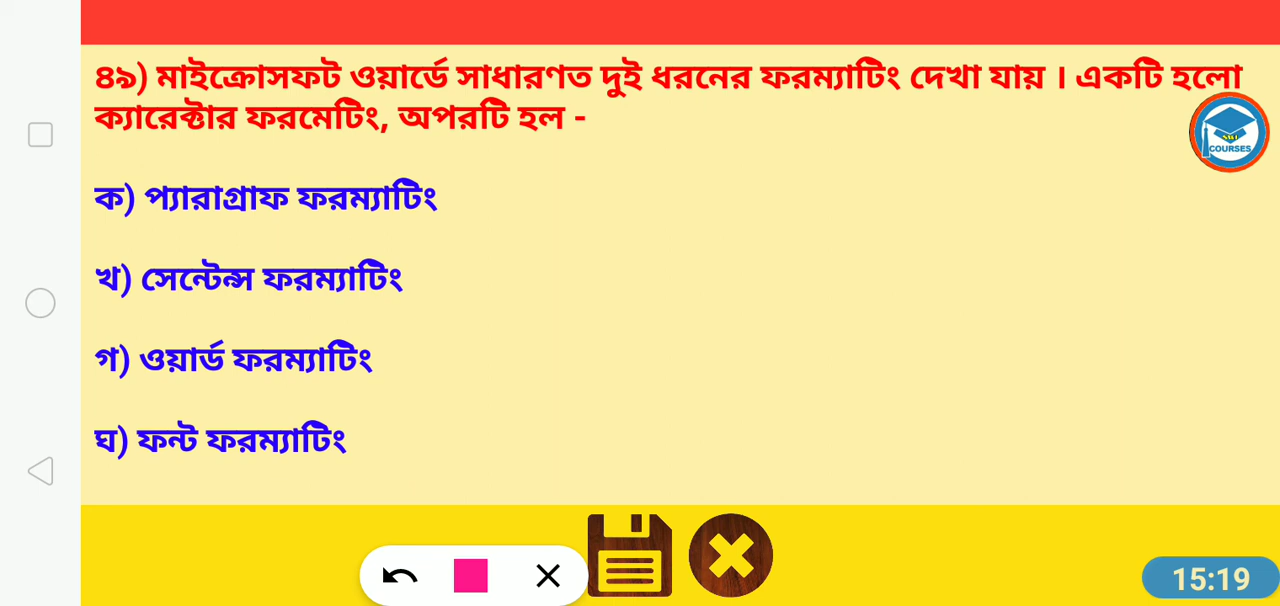 ৪৯) মাইক্রোসফট ওয়ার্ডে সাধারণত দুই ধরনের ফরম্যাটিং দেখা যায় । একটি হলো
ক্যারেক্টার ফরমেটিং, অপরটি হল -
ক) প্যারাগ্রাফ ফরম্যাটিং
খ) সেন্টেন্স ফরম্যাটিং
গ) ওয়ার্ড ফরম্যাটিং
ঘ) ফন্ট ফরম্যাটিং
COURSES
15:19